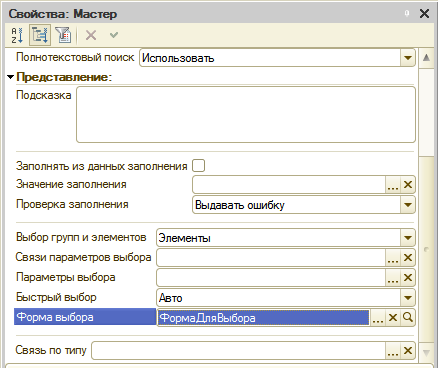 Свойства: Мастер
Полнотекстовый поиск Использовать
Представление:
Подсказка
Заполнять из данных заполнения
Значение заполнения ...
Проверка заполнения Выдавать ошибку
Выбор групп и элементов Элементы
Связи параметров выбора ...
Параметры выбора ...
Быстрый выбор Авто
Форма выбора ФормаДляВыбора ...
Связь по типу ...